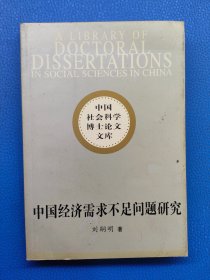 A LIBRARY OF
DOCTORAL
DISSERTATIONS
IN SOCIAL SCIENCES IN CHINA
中国
社会科学
博士论文
文库
中国经济需求不足问题研究
刘明 著